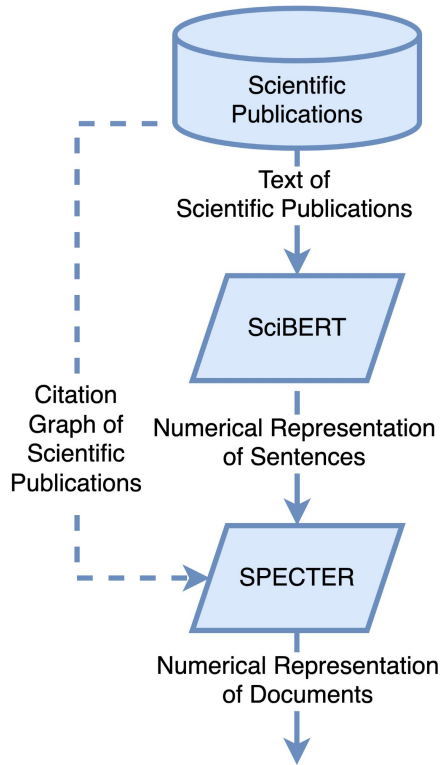 Scientific
Publications
Text of
Scientific Publications
SciBERT
Citation
Graph of
Scientific
Publications
Numerical Representation
of Sentences
SPECTER
Numerical Representation
of Documents